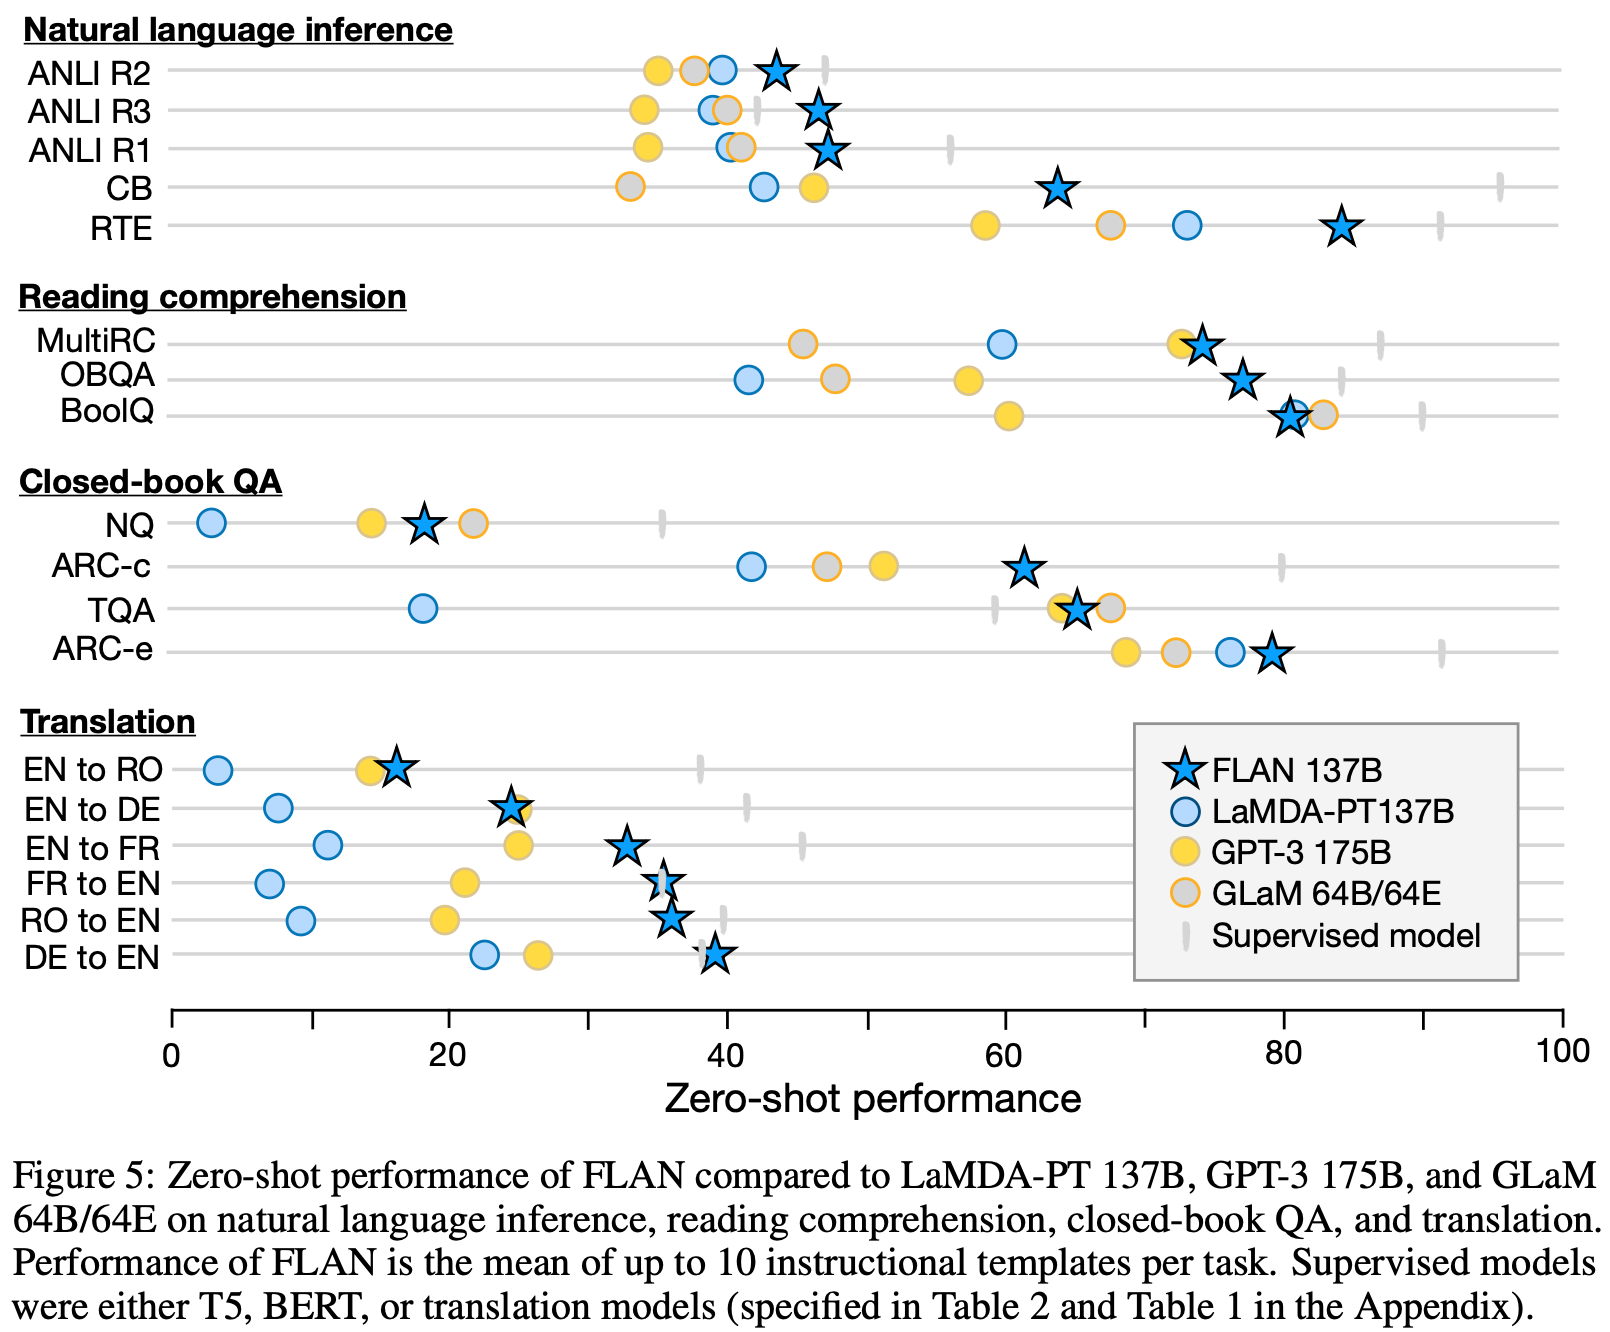 Natural language inference
ANLI R2
ANLI R3
ANLI R1
CB
RTE
Reading comprehension
MultiRC
OBQA
BoolQ
Closed-book QA
NQ
ARC-c
TQA
ARC-e
Translation
EN to RO
EN to DE
EN to FR
FR to EN
RO to EN
DE to EN
FLAN 137B
LaMDA-PT137B
GPT-3 175B
GLaM 64B/64E
Supervised model
0 20 40 60 80 100
Zero-shot performance
Figure 5: Zero-shot performance of FLAN compared to LaMDA-PT 137B, GPT-3 175B, and GLaM
64B/64E on natural language inference, reading comprehension, closed-book QA, and translation.
Performance of FLAN is the mean of up to 10 instructional templates per task. Supervised models
were either T5, BERT, or translation models (specified in Table 2 and Table 1 in the Appendix).